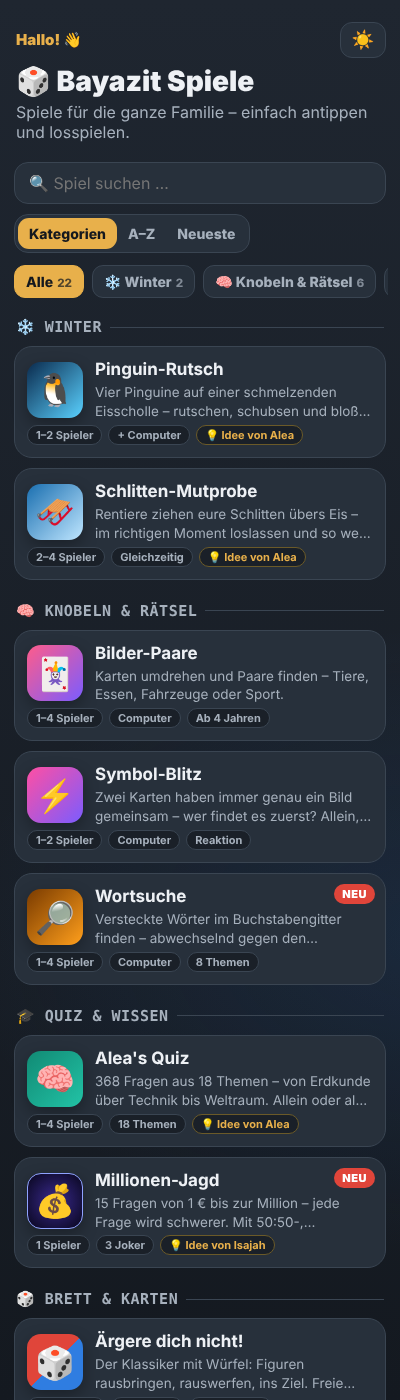 Hallo! 👋
☀️
🎲 Bayazit Spiele
Spiele für die ganze Familie – einfach antippen
und losspielen.
🔍 Spiel suchen ...
Kategorien A–Z Neueste
Alle 22 ❄️ Winter 2 🧠 Knobeln & Rätsel 6
❄️ WINTER
Pinguin-Rutsch
Vier Pinguine auf einer schmelzenden
Eisscholle – rutschen, schubsen und bloß...
1–2 Spieler + Computer 💡 Idee von Alea
Schlitten-Mutprobe
Rentiere ziehen eure Schlitten übers Eis –
im richtigen Moment loslassen und so we...
2–4 Spieler Gleichzeitig 💡 Idee von Alea
🧠 KNOBELN & RÄTSEL
Bilder-Paare
Karten umdrehen und Paare finden – Tiere,
Essen, Fahrzeuge oder Sport.
1–4 Spieler Computer Ab 4 Jahren
Symbol-Blitz
Zwei Karten haben immer genau ein Bild
gemeinsam – wer findet es zuerst? Allein,...
1–2 Spieler Computer Reaktion
Wortsuche NEU
Versteckte Wörter im Buchstabengitter
finden – abwechselnd gegen den...
1–4 Spieler Computer 8 Themen
🎓 QUIZ & WISSEN
Alea's Quiz
368 Fragen aus 18 Themen – von Erdkunde
über Technik bis Weltraum. Allein oder al...
1–4 Spieler 18 Themen 💡 Idee von Alea
Millionen-Jagd NEU
15 Fragen von 1 € bis zur Million – jede
Frage wird schwerer. Mit 50:50-,...
1 Spieler 3 Joker 💡 Idee von Isajah
🎲 BRETT & KARTEN
Ärgere dich nicht!
Der Klassiker mit Würfel: Figuren
rausbringen, rauswerfen, ins Ziel. Freie...